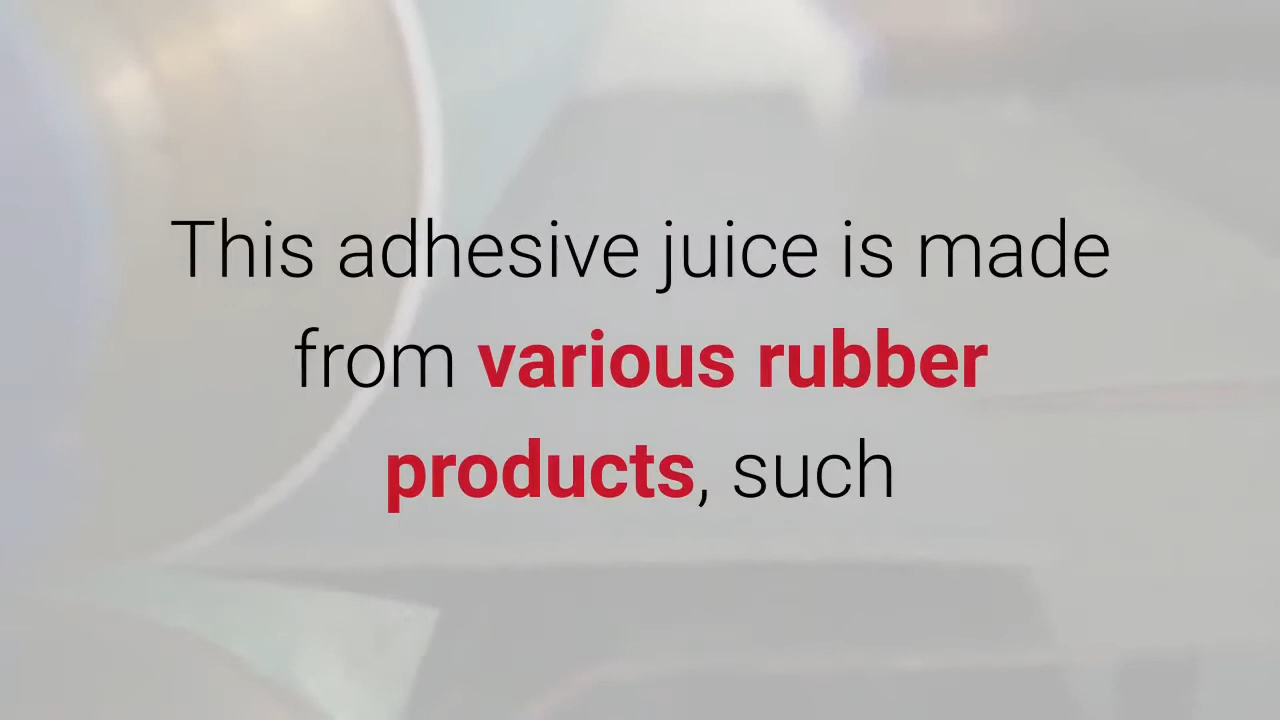 This adhesive juice is made
from various rubber
products, such